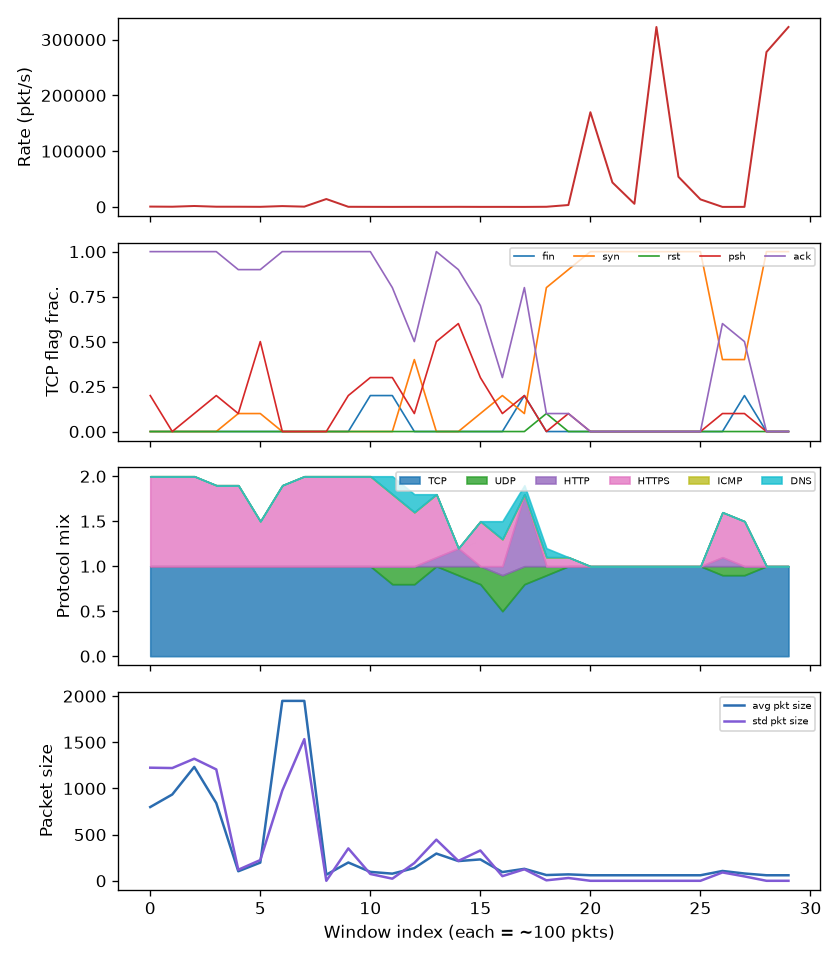 300000
200000
100000
0
Rate (pkt/s)
1.00
0.75
0.50
0.25
0.00
TCP flag frac.
fin syn rst psh ack
2.0
1.5
1.0
0.5
0.0
Protocol mix
TCP UDP HTTP HTTPS ICMP DNS
2000
1500
1000
500
0
Packet size
avg pkt size
std pkt size
0 5 10 15 20 25 30
Window index (each = ~100 pkts)